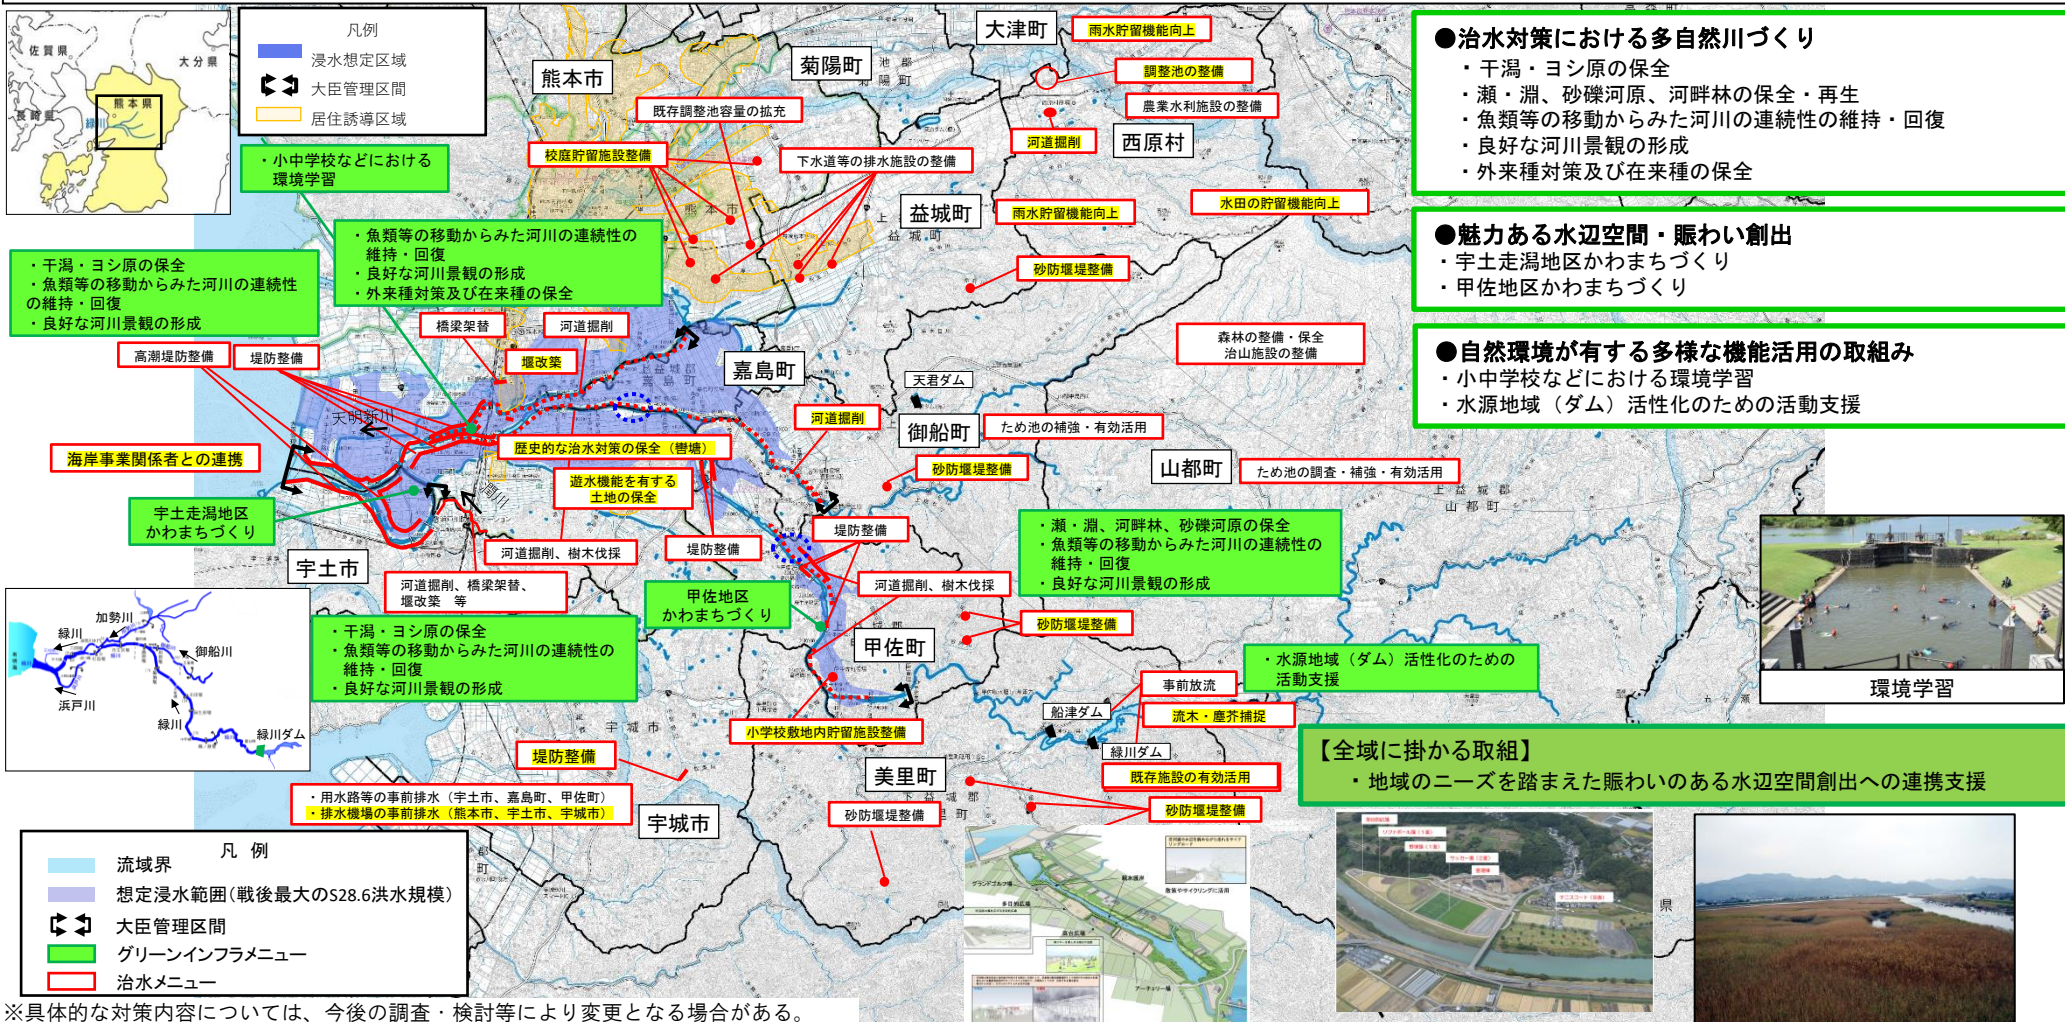 佐賀県
大分県
熊本県
長崎県
緑川
凡例
浸水想定区域
大臣管理区間
居住誘導区域
熊本市
菊陽町
大津町
西原村
益城町
嘉島町
御船町
山都町
甲佐町
美里町
宇城市
宇土市
雨水貯留機能向上
調整池の整備
農業水利施設の整備
河道掘削
既存調整池容量の拡充
校庭貯留施設整備
下水道等の排水施設の整備
雨水貯留機能向上
水田の貯留機能向上
砂防堰堤整備
森林の整備・保全
治山施設の整備
・小中学校などにおける
環境学習
・魚類等の移動からみた河川の連続性の
維持・回復
・良好な河川景観の形成
・外来種対策及び在来種の保全
・干潟・ヨシ原の保全
・魚類等の移動からみた河川の連続性
の維持・回復
・良好な河川景観の形成
高潮堤防整備
堤防整備
橋梁架替
河道掘削
堰改築
天明新川
海岸事業関係者との連携
歴史的な治水対策の保全（轡塘）
遊水機能を有する
土地の保全
河道掘削
天君ダム
ため池の補強・有効活用
砂防堰堤整備
ため池の調査・補強・有効活用
宇土走潟地区
かわまちづくり
河道掘削、樹木伐採
堤防整備
堤防整備
河道掘削、橋梁架替、
堰改築 等
河道掘削、樹木伐採
甲佐地区
かわまちづくり
・瀬・淵、河畔林、砂礫河原の保全
・魚類等の移動からみた河川の連続性の
維持・回復
・良好な河川景観の形成
・干潟・ヨシ原の保全
・魚類等の移動からみた河川の連続性の
維持・回復
・良好な河川景観の形成
砂防堰堤整備
・水源地域（ダム）活性化のための
活動支援
事前放流
流木・塵芥捕捉
船津ダム
緑川ダム
既存施設の有効活用
砂防堰堤整備
小学校敷地内貯留施設整備
堤防整備
砂防堰堤整備
・用水路等の事前排水（宇土市、嘉島町、甲佐町）
・排水機場の事前排水（熊本市、宇土市、宇城市）
加勢川
緑川
御船川
浜戸川
緑川
緑川ダム
●治水対策における多自然川づくり
・干潟・ヨシ原の保全
・瀬・淵、砂礫河原、河畔林の保全・再生
・魚類等の移動からみた河川の連続性の維持・回復
・良好な河川景観の形成
・外来種対策及び在来種の保全
●魅力ある水辺空間・賑わい創出
・宇土走潟地区かわまちづくり
・甲佐地区かわまちづくり
●自然環境が有する多様な機能活用の取組み
・小中学校などにおける環境学習
・水源地域（ダム）活性化のための活動支援
環境学習
【全域に掛かる取組】
・地域のニーズを踏まえた賑わいのある水辺空間創出への連携支援
凡 例
流域界
想定浸水範囲(戦後最大のS28.6洪水規模)
大臣管理区間
グリーンインフラメニュー
治水メニュー
※具体的な対策内容については、今後の調査・検討等により変更となる場合がある。